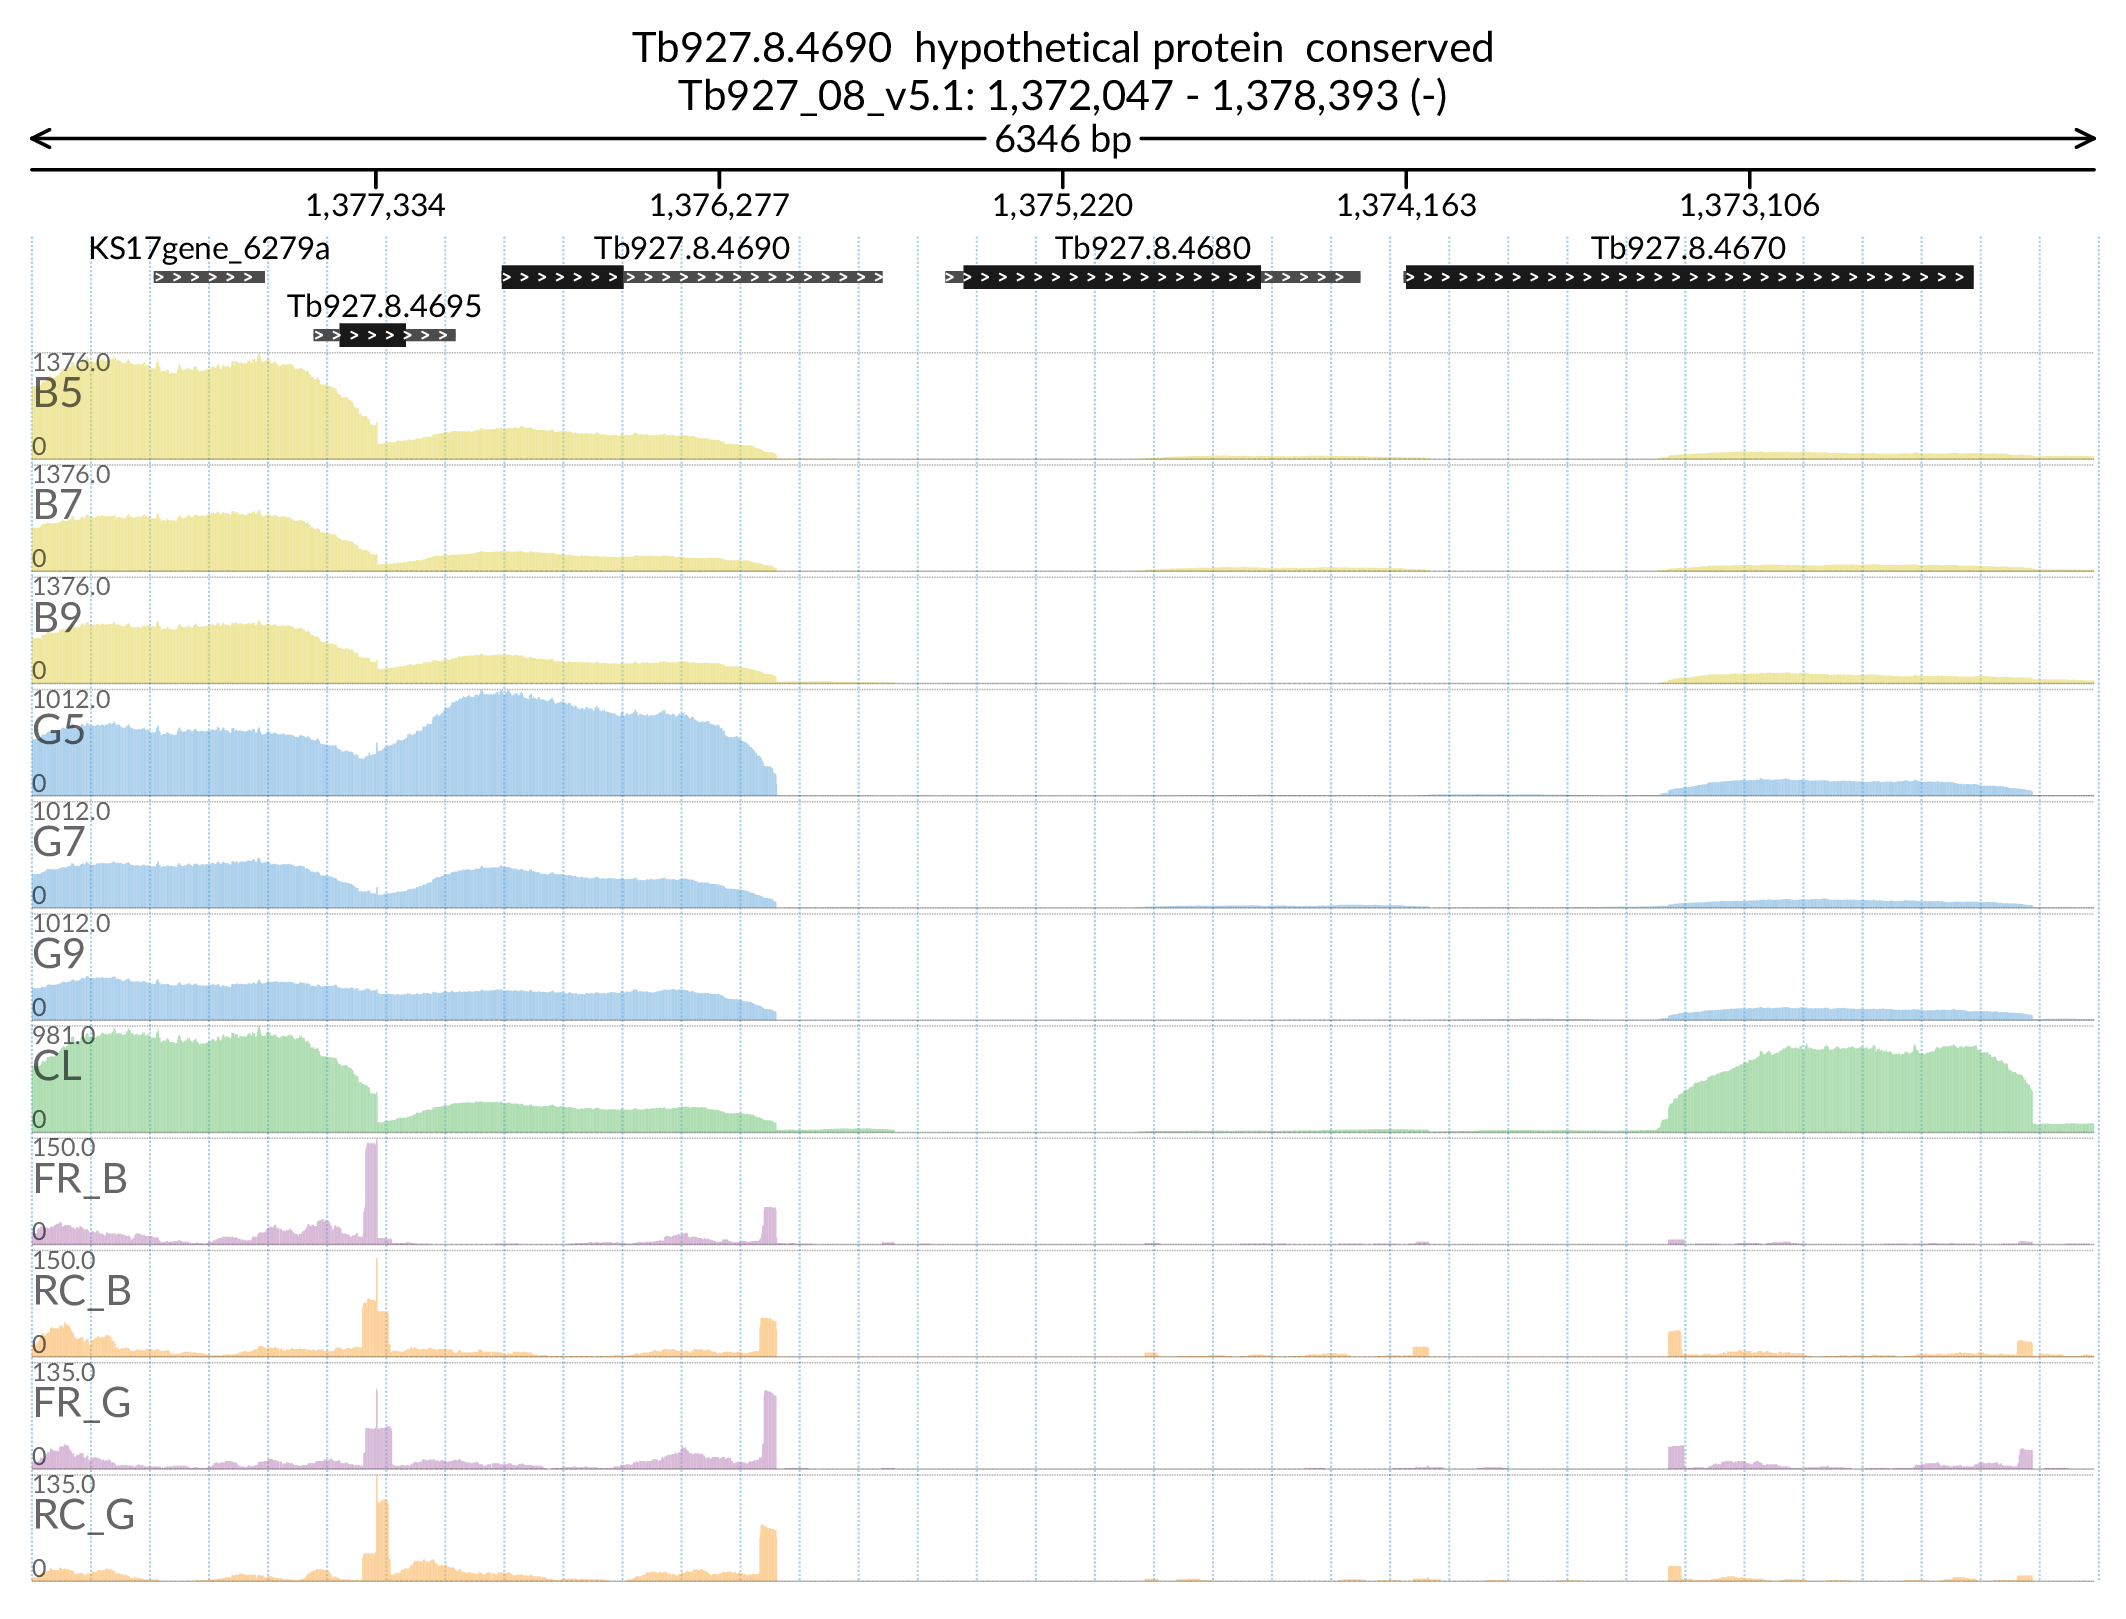 Tb927.8.4690  hypothetical protein  conserved
Tb927_08_v5.1: 1,372,047 - 1,378,393 (-)
6346 bp
1,377,334 1,376,277 1,375,220 1,374,163 1,373,106
KS17gene_6279a Tb927.8.4690 Tb927.8.4680 Tb927.8.4670
Tb927.8.4695
1376.0
B5
0
1376.0
B7
0
1376.0
B9
0
1012.0
G5
0
1012.0
G7
0
1012.0
G9
0
981.0
CL
0
150.0
FR_B
0
150.0
RC_B
0
135.0
FR_G
0
135.0
RC_G
0